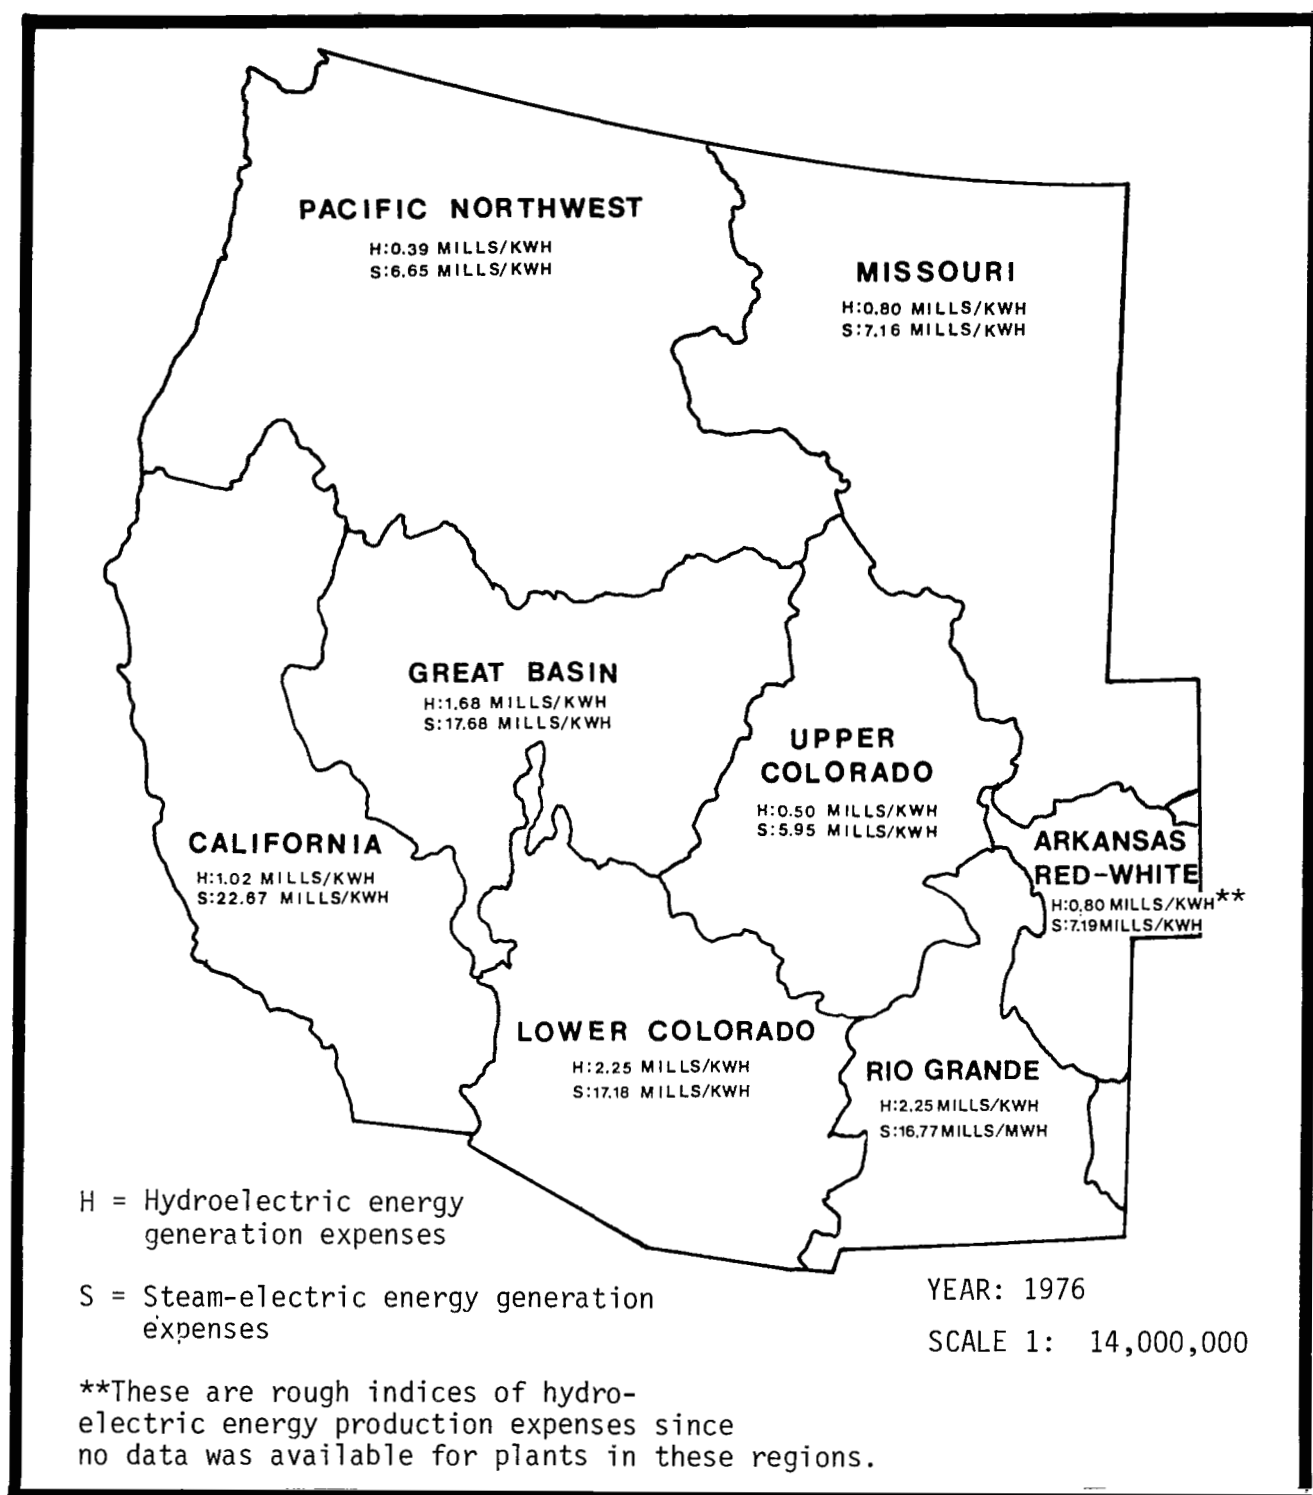 PACIFIC NORTHWEST
H:0.39 MILLS/KWH
S:6.65 MILLS/KWH
MISSOURI
H:0.80 MILLS/KWH
S:7.16 MILLS/KWH
GREAT BASIN
H:1.68 MILLS/KWH
S:17.68 MILLS/KWH
UPPER
COLORADO
H:0.50 MILLS/KWH
S:5.95 MILLS/KWH
CALIFORNIA
H:1.02 MILLS/KWH
S:22.67 MILLS/KWH
ARKANSAS
RED-WHITE
H:0.80 MILLS/KWH**
S:7.19 MILLS/KWH
LOWER COLORADO
H:2.25 MILLS/KWH
S:17.18 MILLS/KWH
RIO GRANDE
H:2.25 MILLS/KWH
S:16.77 MILLS/MWH
H = Hydroelectric energy
generation expenses
S = Steam-electric energy generation
expenses
YEAR: 1976
SCALE 1: 14,000,000
**These are rough indices of hydro-
electric energy production expenses since
no data was available for plants in these regions.